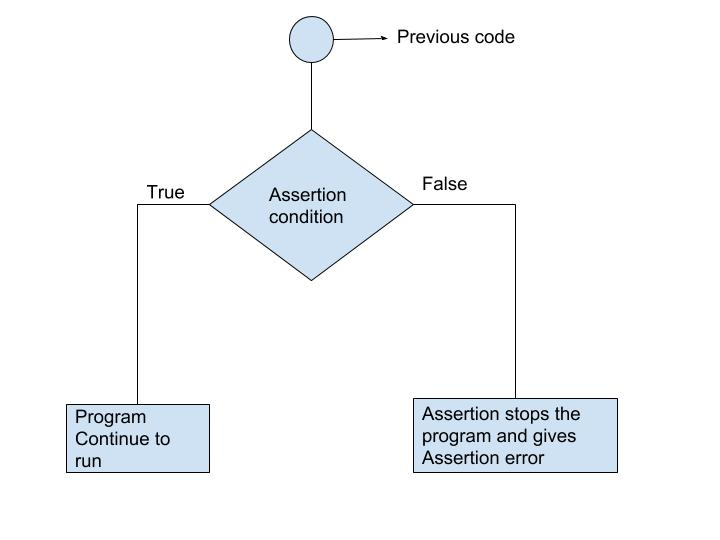 Previous code
True
False
Assertion
condition
Program
Continue to
run
Assertion stops the
program and gives
Assertion error